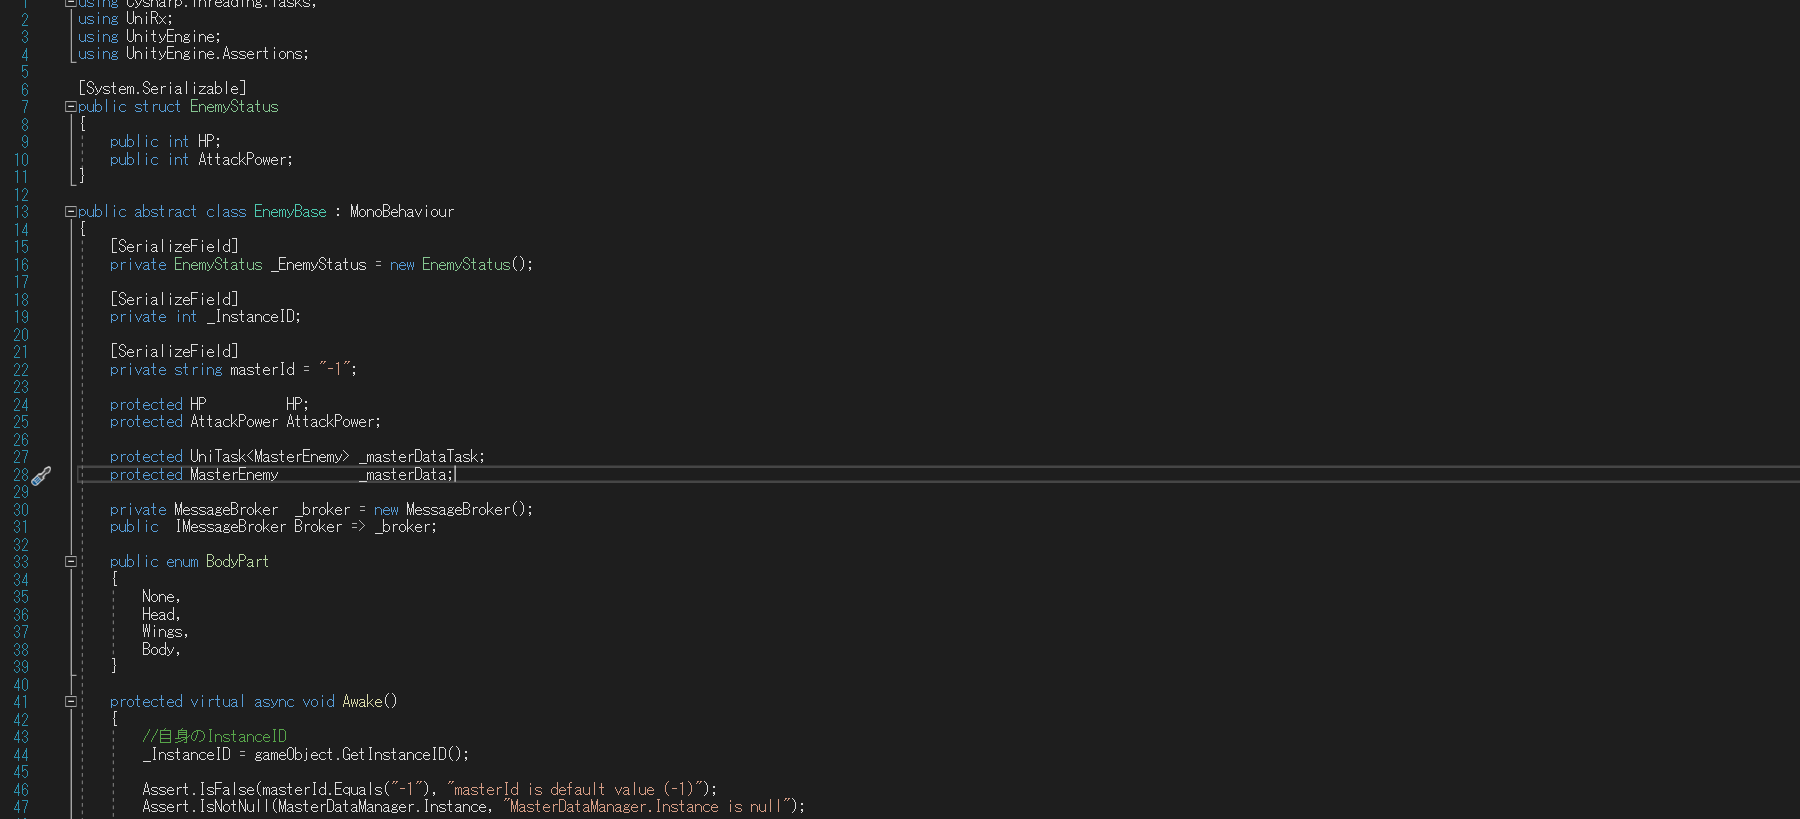 1 using Cysharp.Threading.Tasks;
2 using UniRx;
3 using UnityEngine;
4 using UnityEngine.Assertions;
5
6 [System.Serializable]
7 public struct EnemyStatus
8 {
9 public int HP;
10 public int AttackPower;
11 }
12
13 public abstract class EnemyBase : MonoBehaviour
14 {
15 [SerializeField]
16 private EnemyStatus _EnemyStatus = new EnemyStatus();
17
18 [SerializeField]
19 private int _InstanceID;
20
21 [SerializeField]
22 private string masterId = "-1";
23
24 protected HP HP;
25 protected AttackPower AttackPower;
26
27 protected UniTask<MasterEnemy> _masterDataTask;
28 protected MasterEnemy _masterData;
29
30 private MessageBroker _broker = new MessageBroker();
31 public IMessageBroker Broker => _broker;
32
33 public enum BodyPart
34 {
35 None,
36 Head,
37 Wings,
38 Body,
39 }
40
41 protected virtual async void Awake()
42 {
43 //自身のInstanceID
44 _InstanceID = gameObject.GetInstanceID();
45
46 Assert.IsFalse(masterId.Equals("-1"), "masterId is default value (-1)");
47 Assert.IsNotNull(MasterDataManager.Instance, "MasterDataManager.Instance is null");